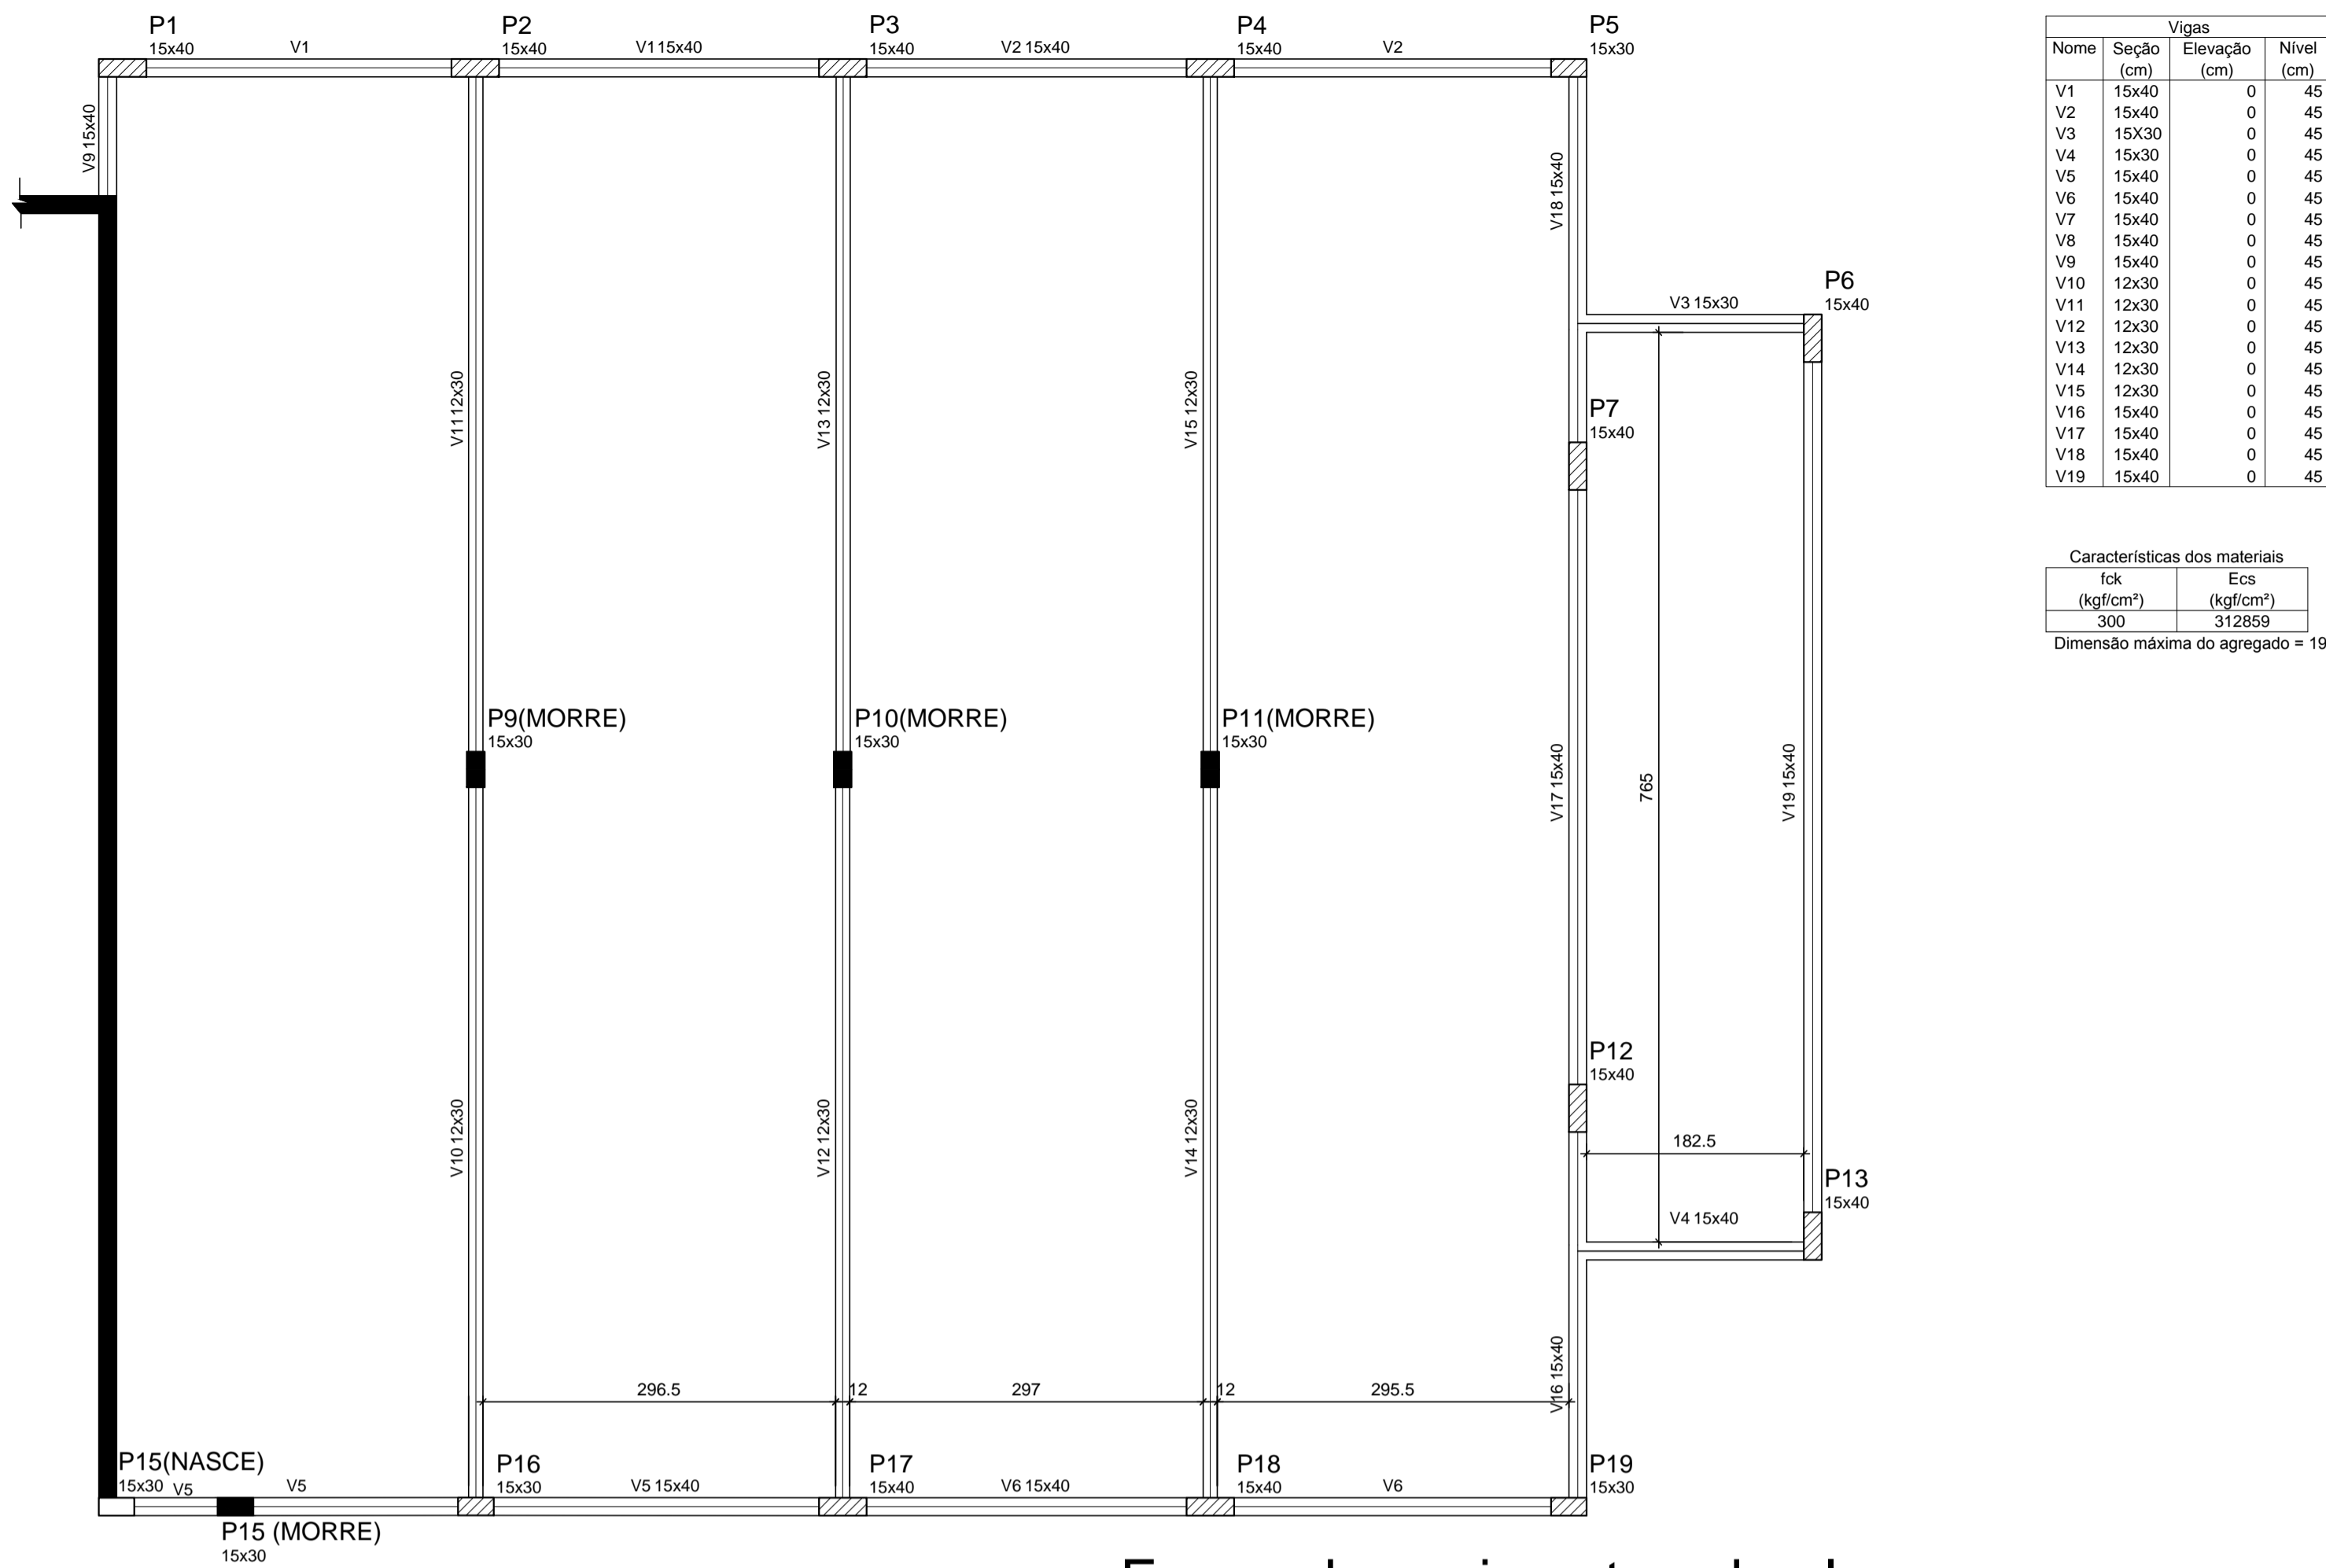 P1
15x40
V1
P2
15x40
V1 15x40
P3
15x40
V2 15x40
P4
15x40
V2
P5
15x30
V9 15x40
V18 15x40
P6
15x40
V3 15x30
V11 12x30
V13 12x30
V15 12x30
P7
15x40
P9(MORRE)
15x30
P10(MORRE)
15x30
P11(MORRE)
15x30
V17 15x40
765
V19 15x40
P12
15x40
V10 12x30
V12 12x30
V14 12x30
182.5
P13
15x40
V4 15x40
V16 15x40
296.5
12
297
12
295.5
P15(NASCE)
15x30
V5
V5
P16
15x30
V5 15x40
P17
15x40
V6 15x40
P18
15x40
V6
P19
15x30
P15 (MORRE)
15x30
Vigas
Nome Seção Elevação Nível
(cm) (cm) (cm)
V1 15x40 0 45
V2 15x40 0 45
V3 15X30 0 45
V4 15x30 0 45
V5 15x40 0 45
V6 15x40 0 45
V7 15x40 0 45
V8 15x40 0 45
V9 15x40 0 45
V10 12x30 0 45
V11 12x30 0 45
V12 12x30 0 45
V13 12x30 0 45
V14 12x30 0 45
V15 12x30 0 45
V16 15x40 0 45
V17 15x40 0 45
V18 15x40 0 45
V19 15x40 0 45
Características dos materiais
fck Ecs
(kgf/cm²) (kgf/cm²)
300 312859
Dimensão máxima do agregado = 19